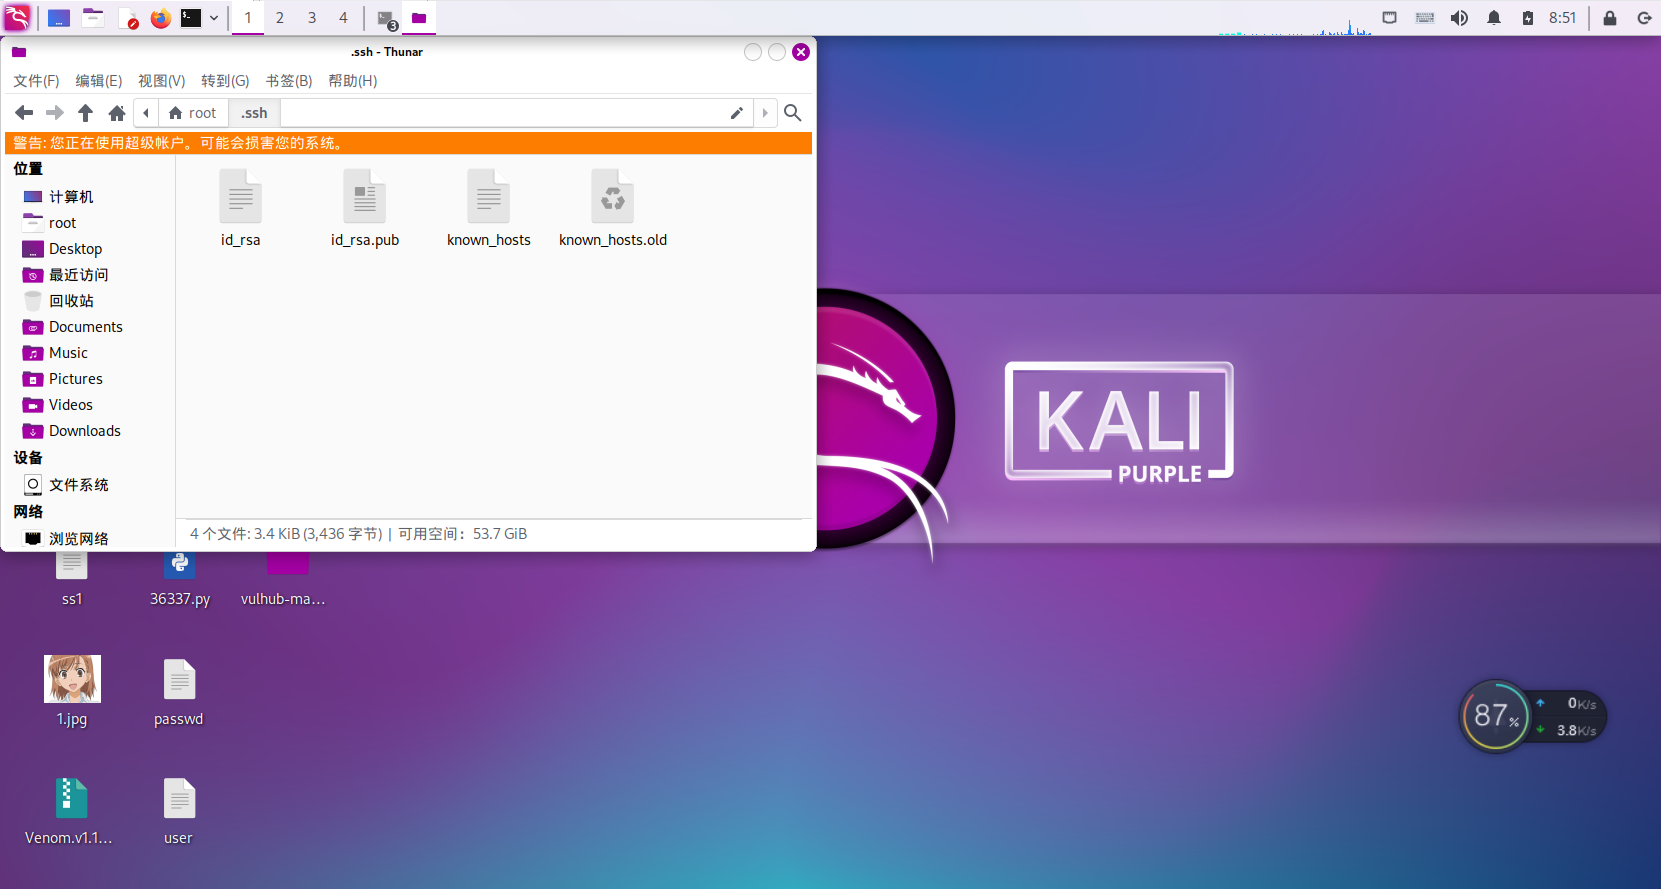 1 2 3 4 3 8:51
.ssh - Thunar
文件(F) 编辑(E) 视图(V) 转到(G) 书签(B) 帮助(H)
root .ssh
警告: 您正在使用超级帐户。可能会损害您的系统。
位置
计算机
root
Desktop
最近访问
回收站
Documents
Music
Pictures
Videos
Downloads
设备
文件系统
网络
浏览网络
id_rsa id_rsa.pub known_hosts known_hosts.old
4 个文件: 3.4 KiB (3,436 字节) | 可用空间: 53.7 GiB
KALI
PURPLE
ss1 36337.py vulhub-ma...
1.jpg passwd
Venom.v1.1... user
87% 0K/s
3.8K/s